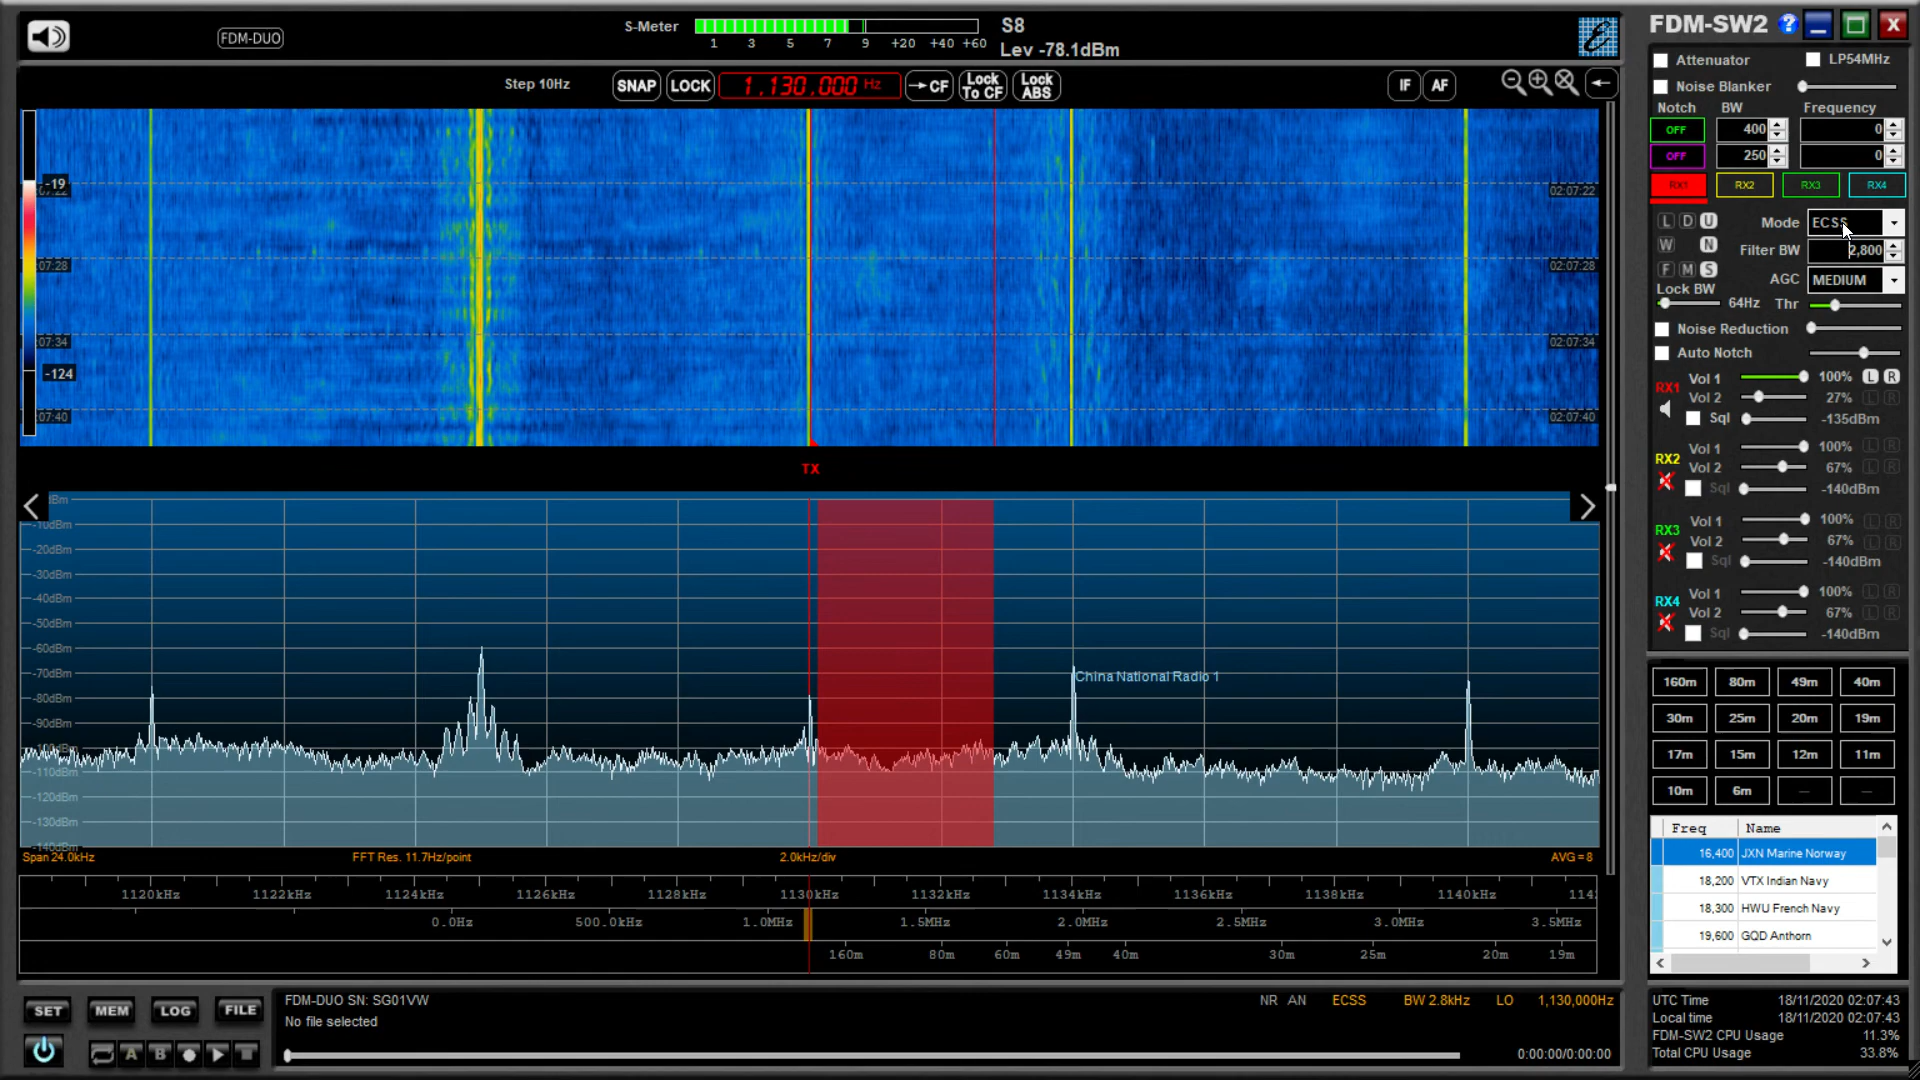 FDM-DUO
S-Meter
1 3 5 7 9 +20 +40 +60
S8
Lev -78.1dBm
FDM-SW2 ? X
Step 10Hz
SNAP LOCK 1.130.000 Hz →CF Lock To CF Lock ABS
IF AF
-19
-124
:07:28
:07:34
:07:40
02:07:22
02:07:28
02:07:34
02:07:40
TX
-10dBm
-20dBm
-30dBm
-40dBm
-50dBm
-60dBm
-70dBm
-80dBm
-90dBm
-100dBm
-110dBm
-120dBm
-130dBm
-140dBm
China National Radio 1
Span 24.0kHz FFT Res. 11.7Hz/point 2.0kHz/div AVG = 8
1120kHz 1122kHz 1124kHz 1126kHz 1128kHz 1130kHz 1132kHz 1134kHz 1136kHz 1138kHz 1140kHz 114
0.0Hz 500.0kHz 1.0MHz 1.5MHz 2.0MHz 2.5MHz 3.0MHz 3.5MHz
160m 80m 60m 49m 40m 30m 25m 20m 19m
SET MEM LOG FILE
A B
FDM-DUO SN: SG01VW
No file selected
NR AN ECSS BW 2.8kHz LO 1,130,000Hz
0:00:00/0:00:00
Attenuator LP54MHz
Noise Blanker
Notch BW Frequency
OFF 400 0
OFF 250 0
RX1 RX2 RX3 RX4
L D U Mode ECSS
W N Filter BW 2,800
F M S AGC MEDIUM
Lock BW
64Hz Thr
Noise Reduction
Auto Notch
RX1 Vol 1 100% L R
Vol 2 27% L R
Sql -135dBm
RX2 Vol 1 100% L R
Vol 2 67% L R
Sql -140dBm
RX3 Vol 1 100% L R
Vol 2 67% L R
Sql -140dBm
RX4 Vol 1 100% L R
Vol 2 67% L R
Sql -140dBm
160m 80m 49m 40m
30m 25m 20m 19m
17m 15m 12m 11m
10m 6m — —
Freq Name
16,400 JXN Marine Norway
18,200 VTX Indian Navy
18,300 HWU French Navy
19,600 GQD Anthorn
UTC Time 18/11/2020 02:07:43
Local time 18/11/2020 02:07:43
FDM-SW2 CPU Usage 11.3%
Total CPU Usage 33.8%